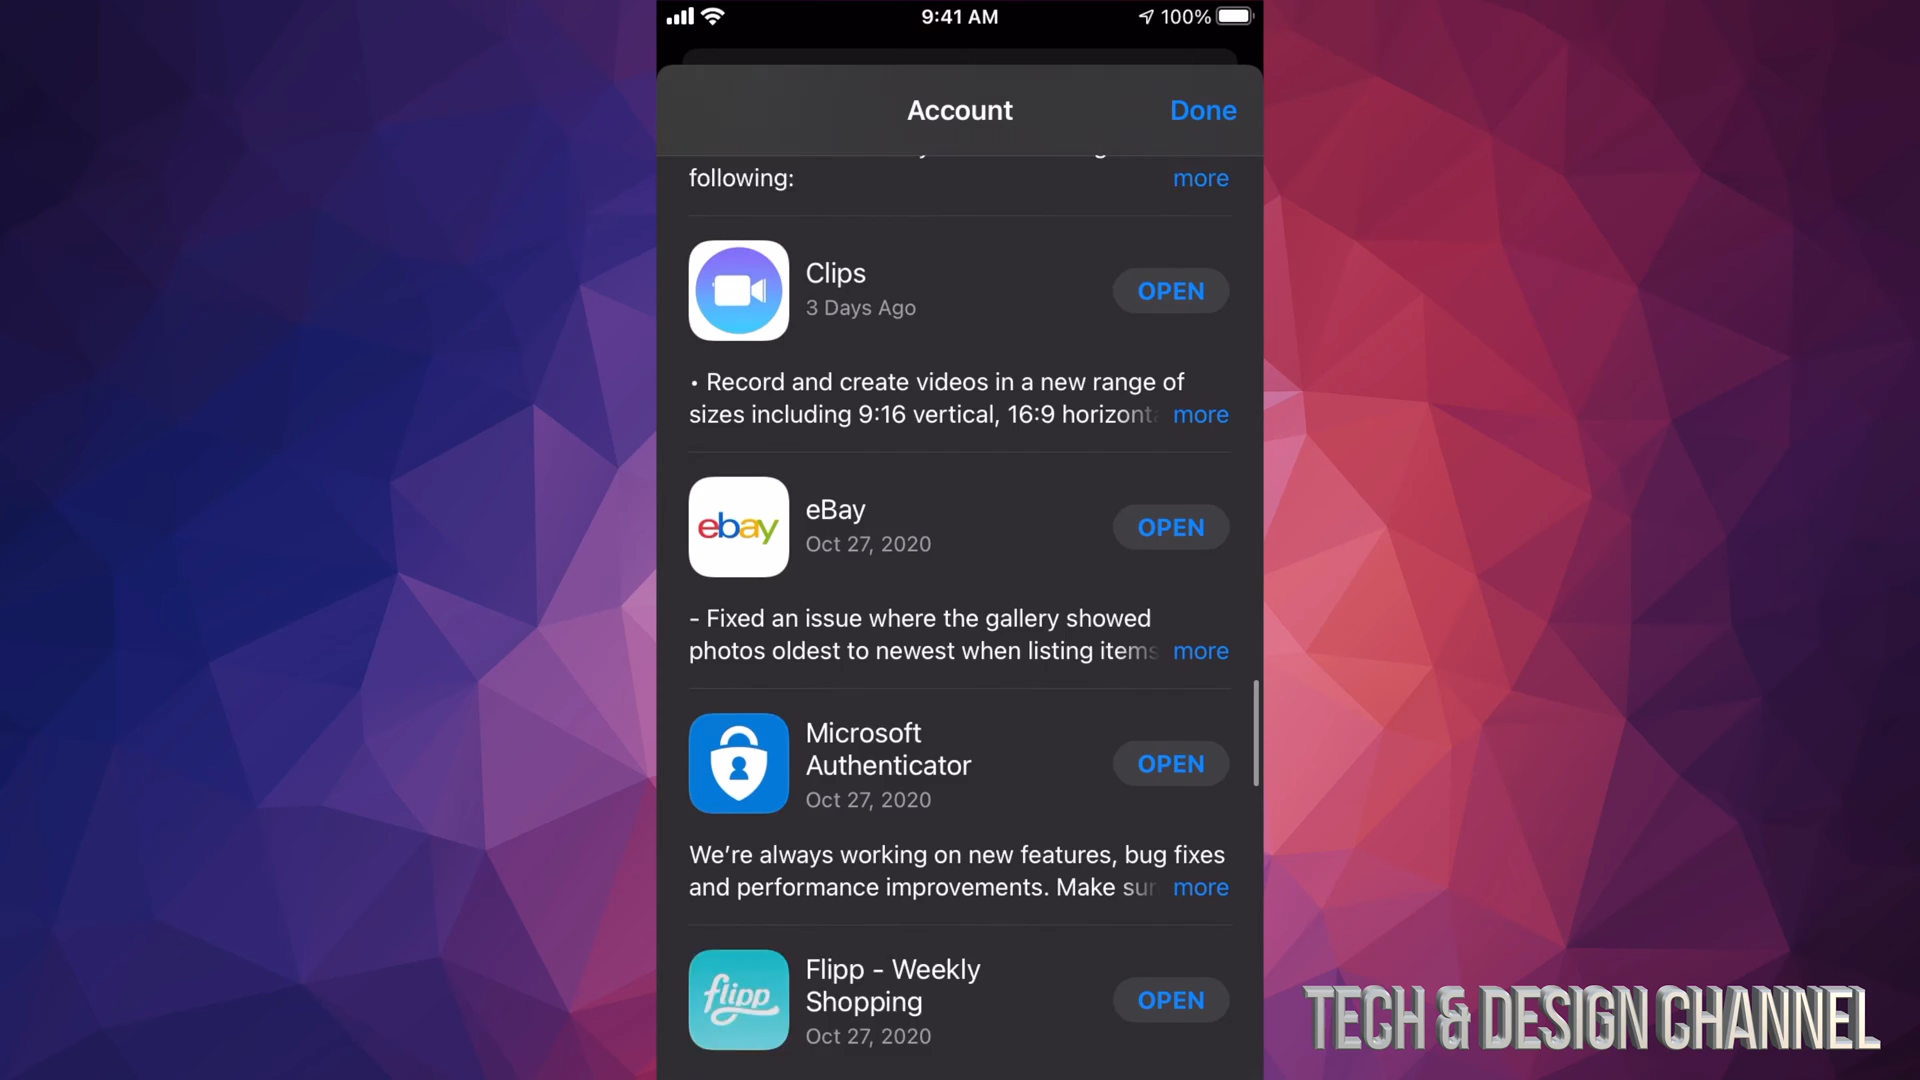 9:41 AM
100%
Account
Done
following:
more
Clips
3 Days Ago
OPEN
• Record and create videos in a new range of
sizes including 9:16 vertical, 16:9 horizont
more
ebay
eBay
Oct 27, 2020
OPEN
- Fixed an issue where the gallery showed
photos oldest to newest when listing items
more
Microsoft
Authenticator
Oct 27, 2020
OPEN
We're always working on new features, bug fixes
and performance improvements. Make sur
more
flipp
Flipp - Weekly
Shopping
Oct 27, 2020
OPEN
TECH & DESIGN CHANNEL